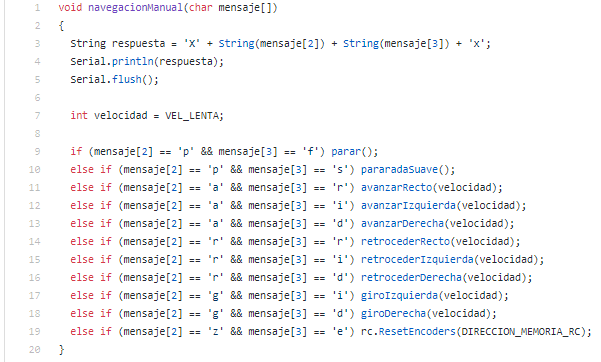 1 void navegacionManual(char mensaje[])
2 {
3 String respuesta = 'X' + String(mensaje[2]) + String(mensaje[3]) + 'x';
4 Serial.println(respuesta);
5 Serial.flush();
6
7 int velocidad = VEL_LENTA;
8
9 if (mensaje[2] == 'p' && mensaje[3] == 'f') parar();
10 else if (mensaje[2] == 'p' && mensaje[3] == 's') pararadaSuave();
11 else if (mensaje[2] == 'a' && mensaje[3] == 'r') avanzarRecto(velocidad);
12 else if (mensaje[2] == 'a' && mensaje[3] == 'i') avanzarIzquierda(velocidad);
13 else if (mensaje[2] == 'a' && mensaje[3] == 'd') avanzarDerecha(velocidad);
14 else if (mensaje[2] == 'r' && mensaje[3] == 'r') retrocederRecto(velocidad);
15 else if (mensaje[2] == 'r' && mensaje[3] == 'i') retrocederIzquierda(velocidad);
16 else if (mensaje[2] == 'r' && mensaje[3] == 'd') retrocederDerecha(velocidad);
17 else if (mensaje[2] == 'g' && mensaje[3] == 'i') giroIzquierda(velocidad);
18 else if (mensaje[2] == 'g' && mensaje[3] == 'd') giroDerecha(velocidad);
19 else if (mensaje[2] == 'z' && mensaje[3] == 'e') rc.ResetEncoders(DIRECCION_MEMORIA_RC);
20 }